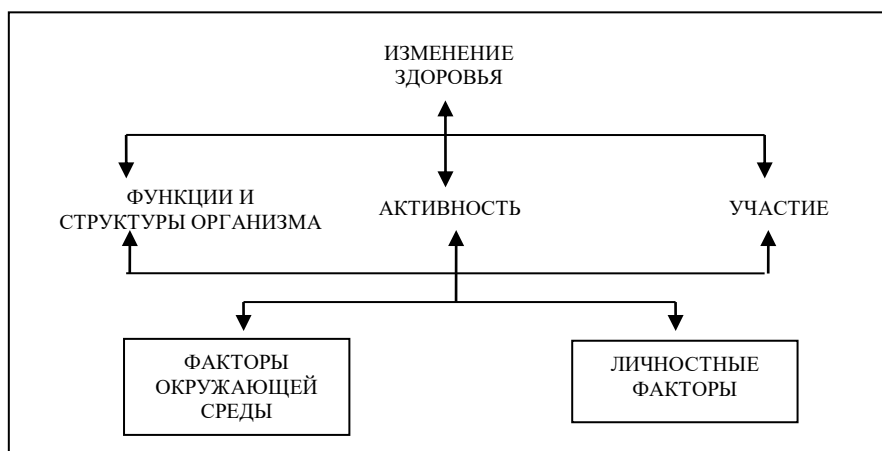 ИЗМЕНЕНИЕ
ЗДОРОВЬЯ
ФУНКЦИИ И
СТРУКТУРЫ ОРГАНИЗМА
АКТИВНОСТЬ
УЧАСТИЕ
ФАКТОРЫ
ОКРУЖАЮЩЕЙ
СРЕДЫ
ЛИЧНОСТНЫЕ
ФАКТОРЫ